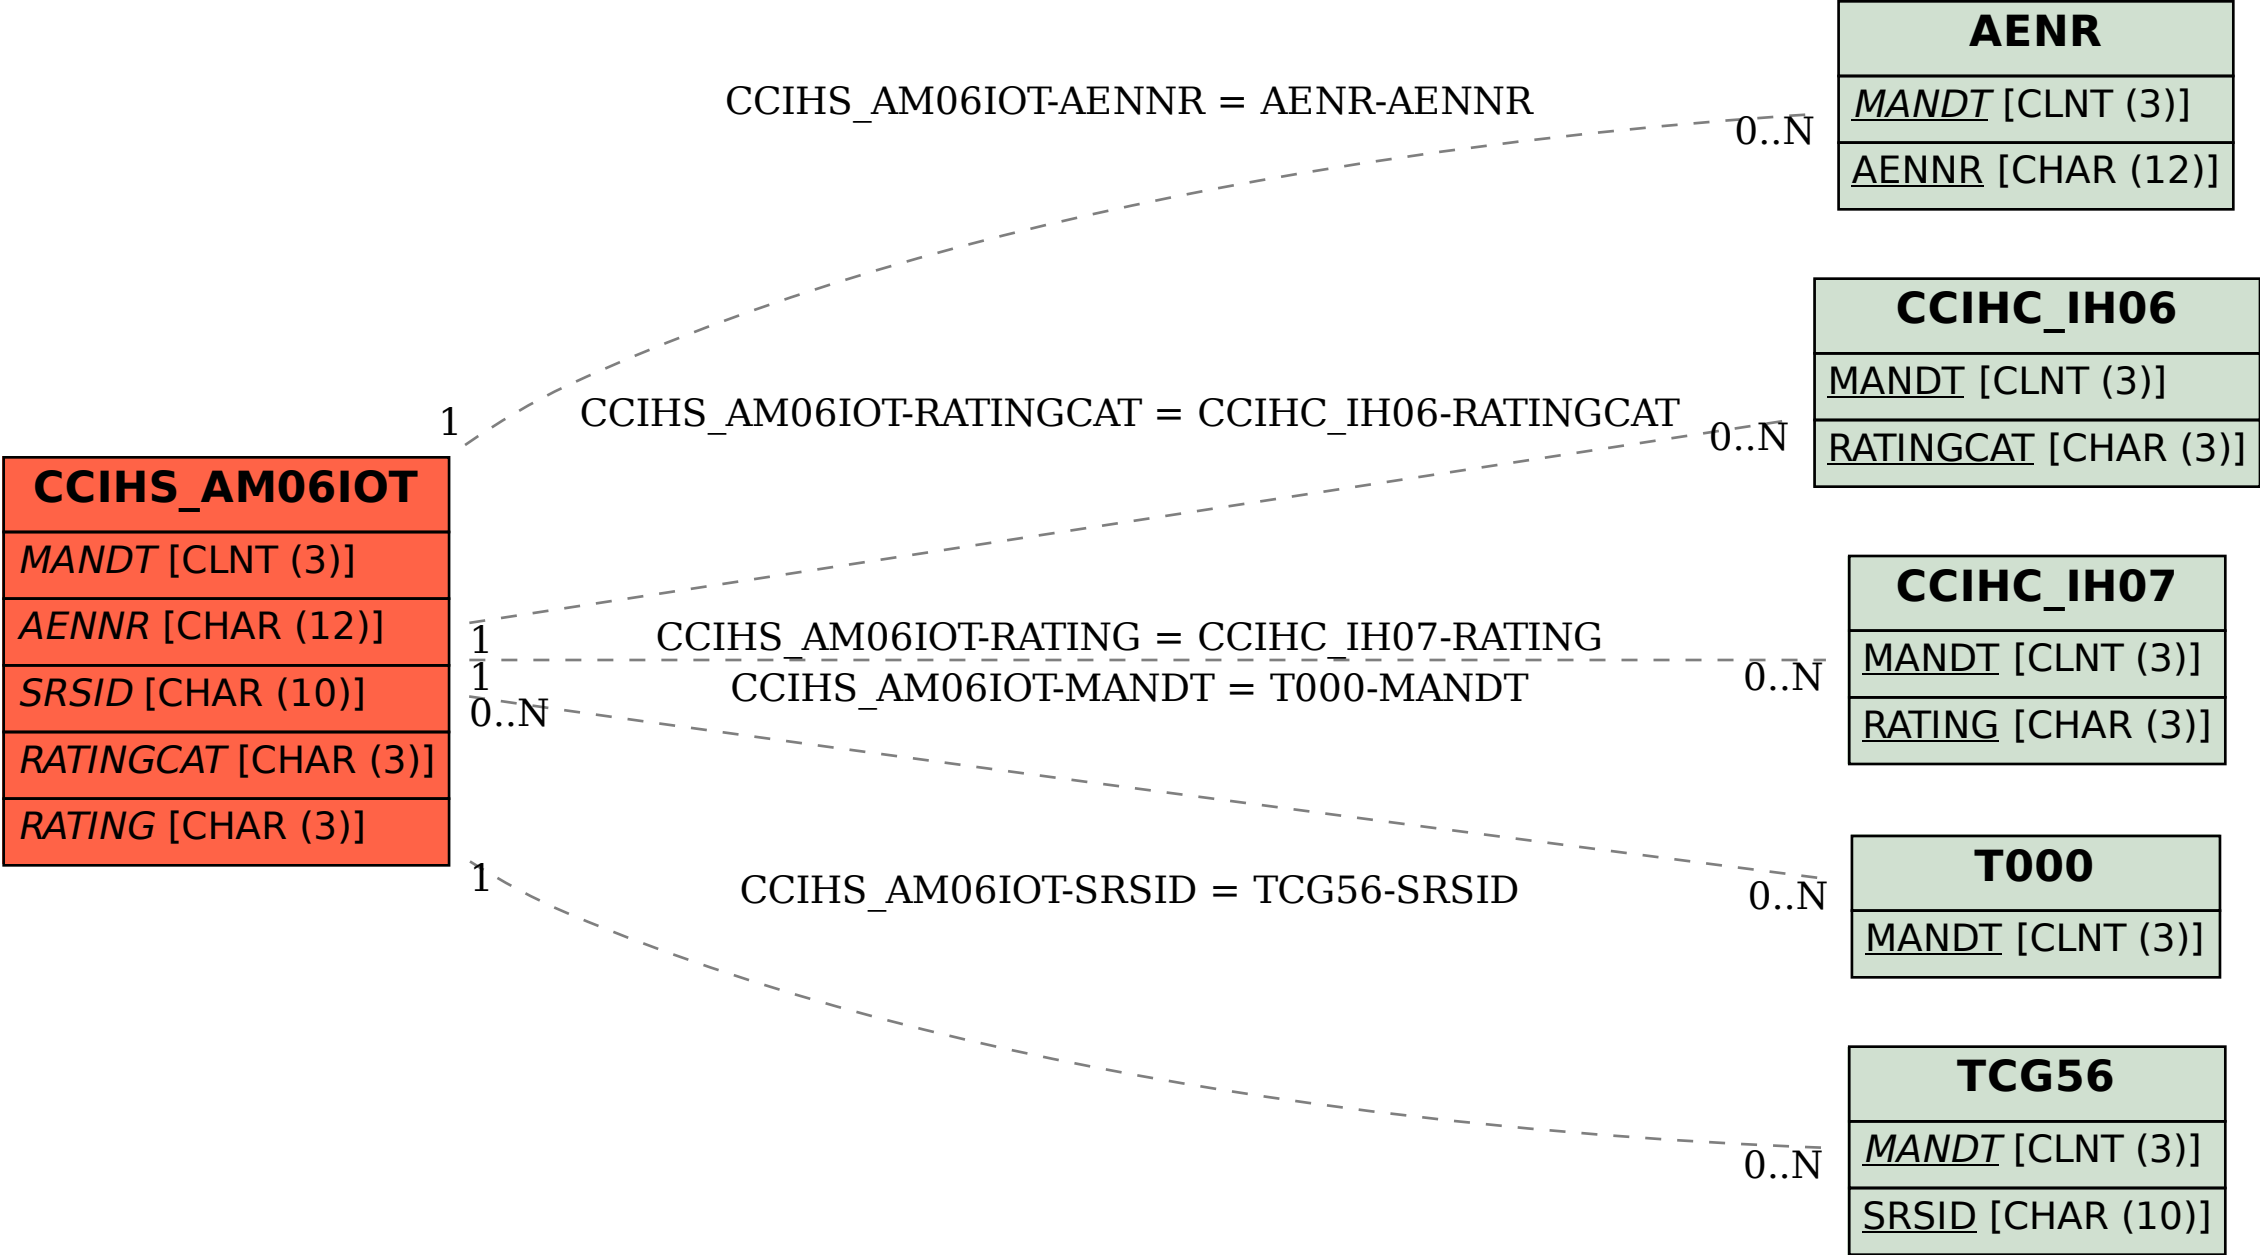 AENR
MANDT [CLNT (3)]
AENNR [CHAR (12)]
CCIHS_AM06IOT-AENNR = AENR-AENNR
0..N
1
CCIHC_IH06
MANDT [CLNT (3)]
RATINGCAT [CHAR (3)]
CCIHS_AM06IOT-RATINGCAT = CCIHC_IH06-RATINGCAT
0..N
1
CCIHS_AM06IOT
MANDT [CLNT (3)]
AENNR [CHAR (12)]
SRSID [CHAR (10)]
RATINGCAT [CHAR (3)]
RATING [CHAR (3)]
CCIHC_IH07
MANDT [CLNT (3)]
RATING [CHAR (3)]
CCIHS_AM06IOT-RATING = CCIHC_IH07-RATING
1
0..N
CCIHS_AM06IOT-MANDT = T000-MANDT
0..N
0..N
T000
MANDT [CLNT (3)]
CCIHS_AM06IOT-SRSID = TCG56-SRSID
1
0..N
TCG56
MANDT [CLNT (3)]
SRSID [CHAR (10)]